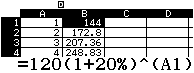 A B C D
1 1 144
2 2 172.8
3 3 207.36
4 4 248.83
=120(1+20%)^(A1)